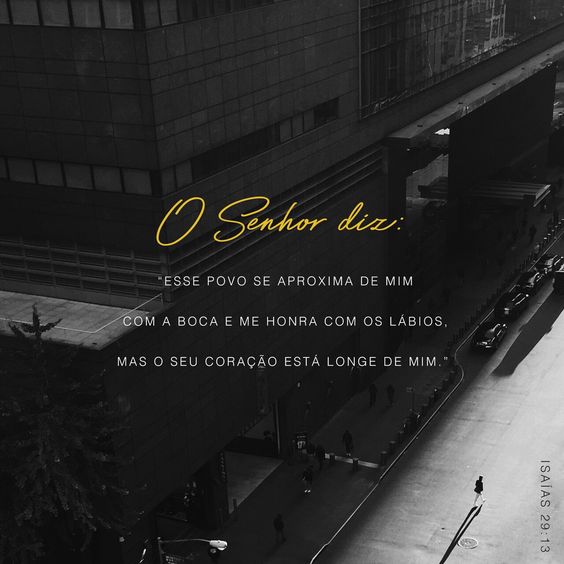 O Senhor diz:
"ESSE POVO SE APROXIMA DE MIM
COM A BOCA E ME HONRA COM OS LÁBIOS,
MAS O SEU CORAÇÃO ESTÁ LONGE DE MIM."
ISAÍAS 29:13